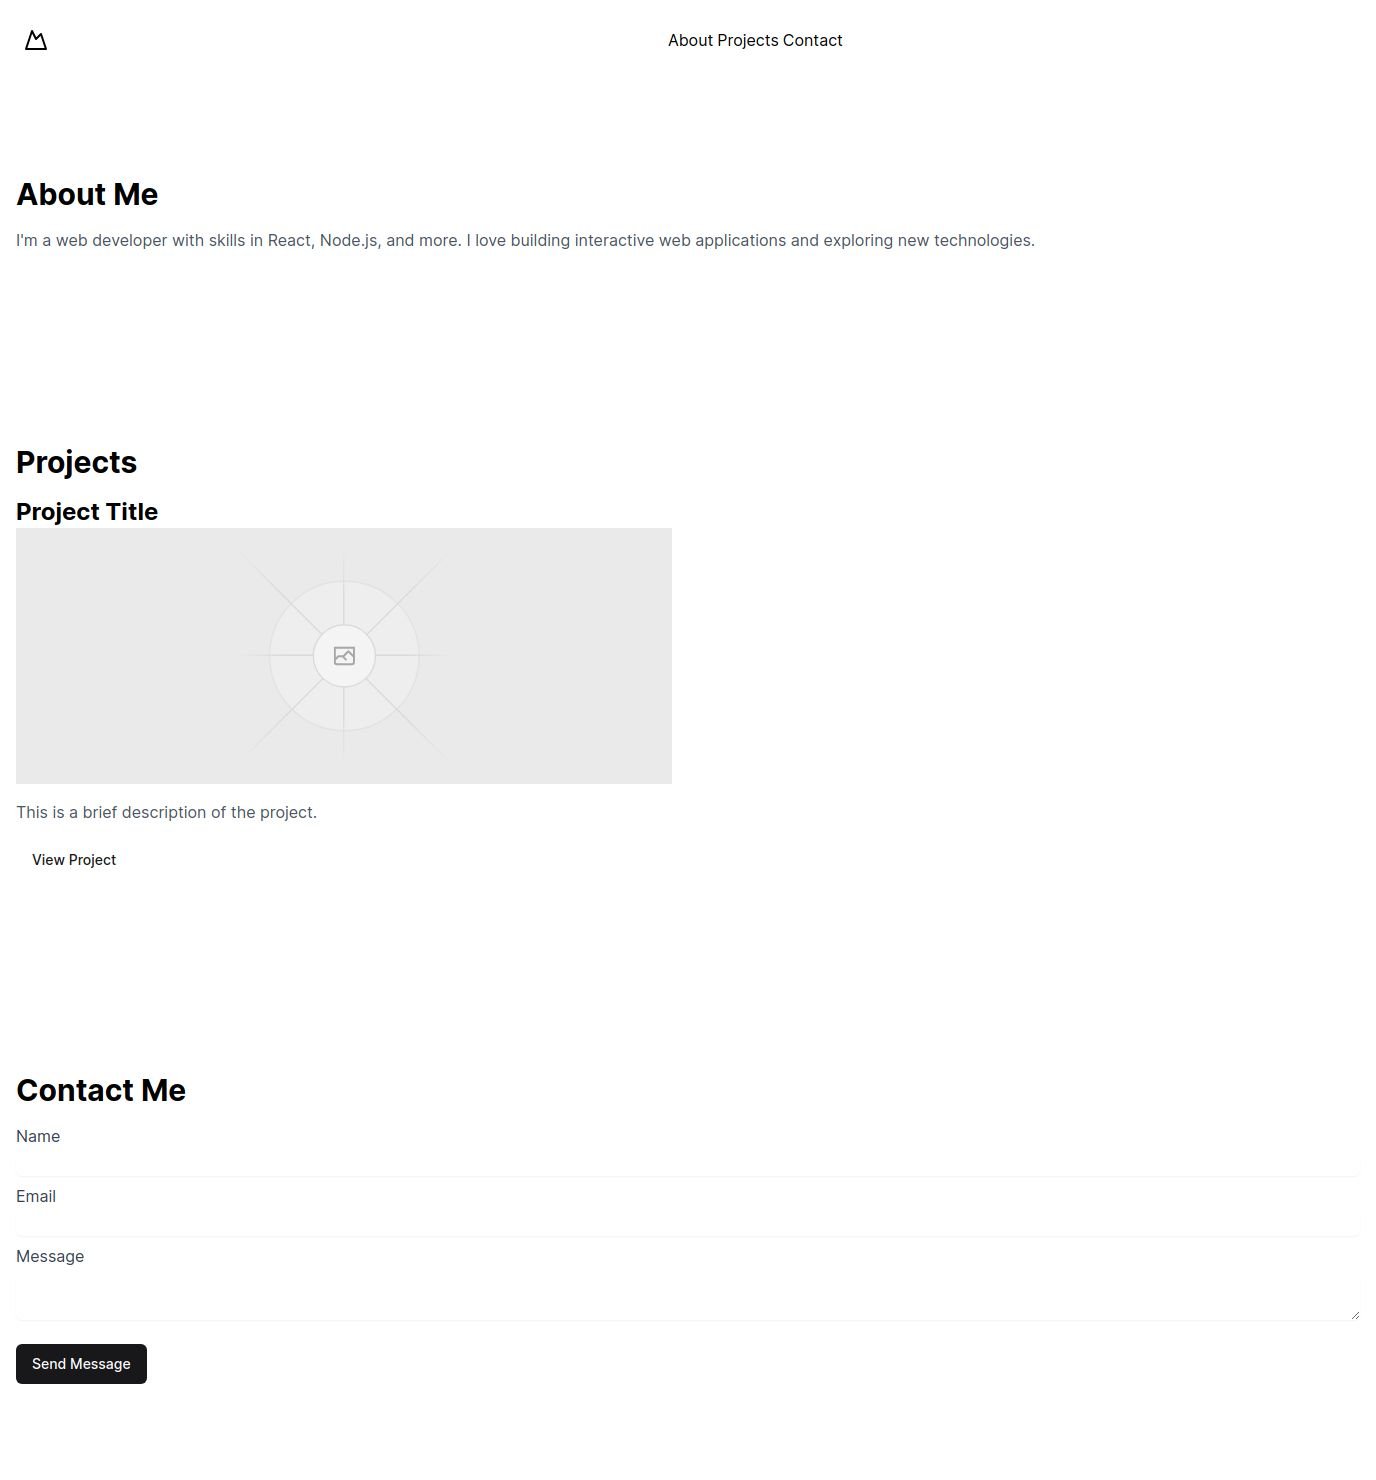 About Projects Contact
About Me
I'm a web developer with skills in React, Node.js, and more. I love building interactive web applications and exploring new technologies.
Projects
Project Title
This is a brief description of the project.
View Project
Contact Me
Name
Email
Message
Send Message